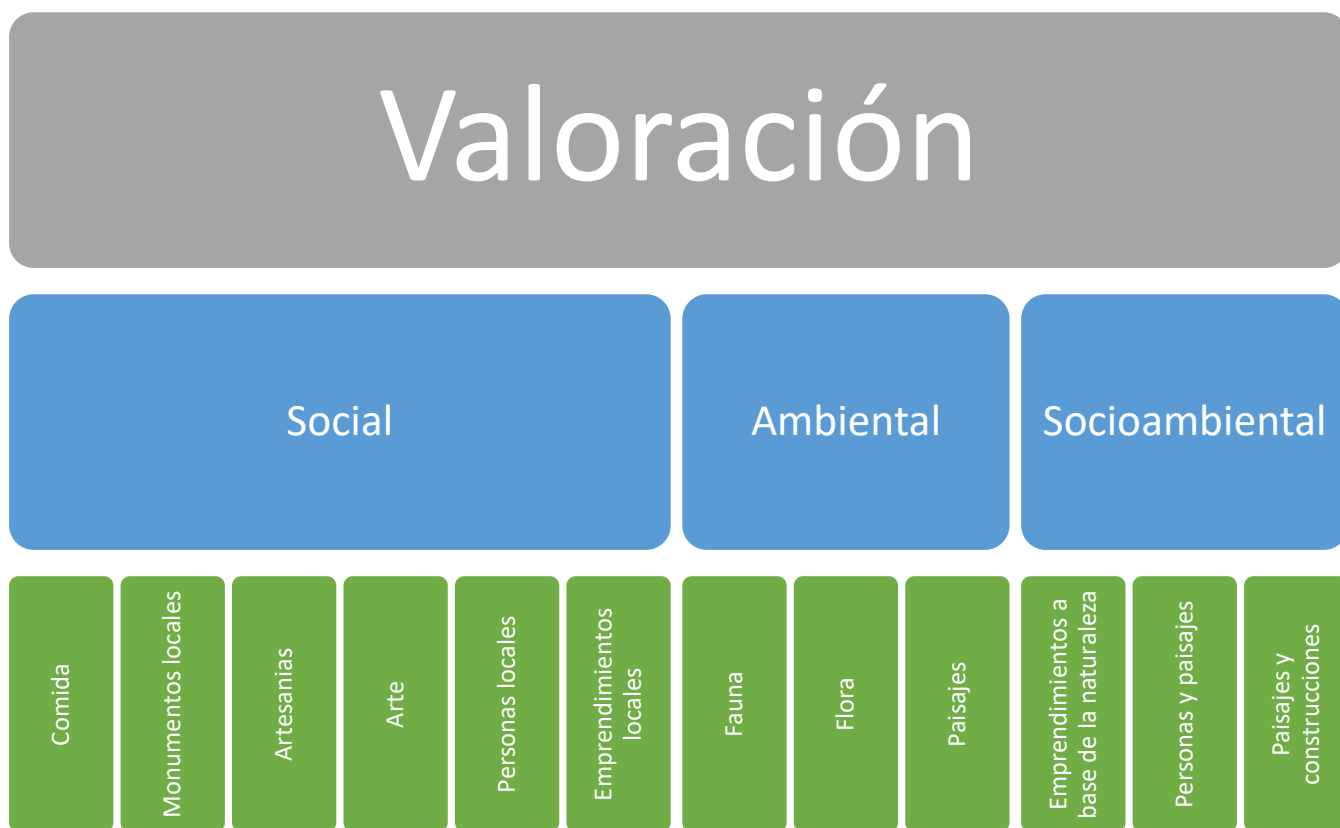 Valoración
Social
Ambiental
Socioambiental
Comida
Monumentos locales
Artesanias
Arte
Personas locales
Emprendimientos
locales
Fauna
Flora
Paisajes
Emprendimientos a
base de la naturaleza
Personas y paisajes
Paisajes y
construcciones